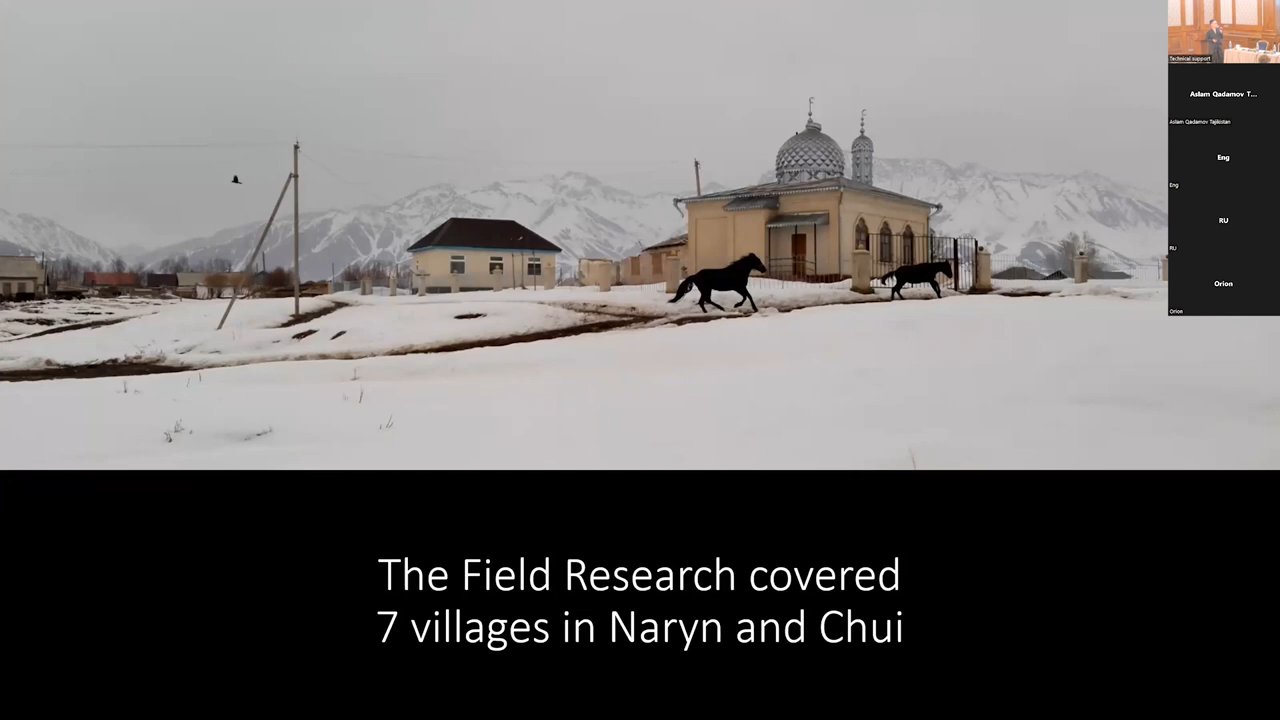 Technical support
Aslam Qadamov T...
Aslam Qadamov Tajikistan
Eng
Eng
RU
RU
Orion
Orion
The Field Research covered
7 villages in Naryn and Chui